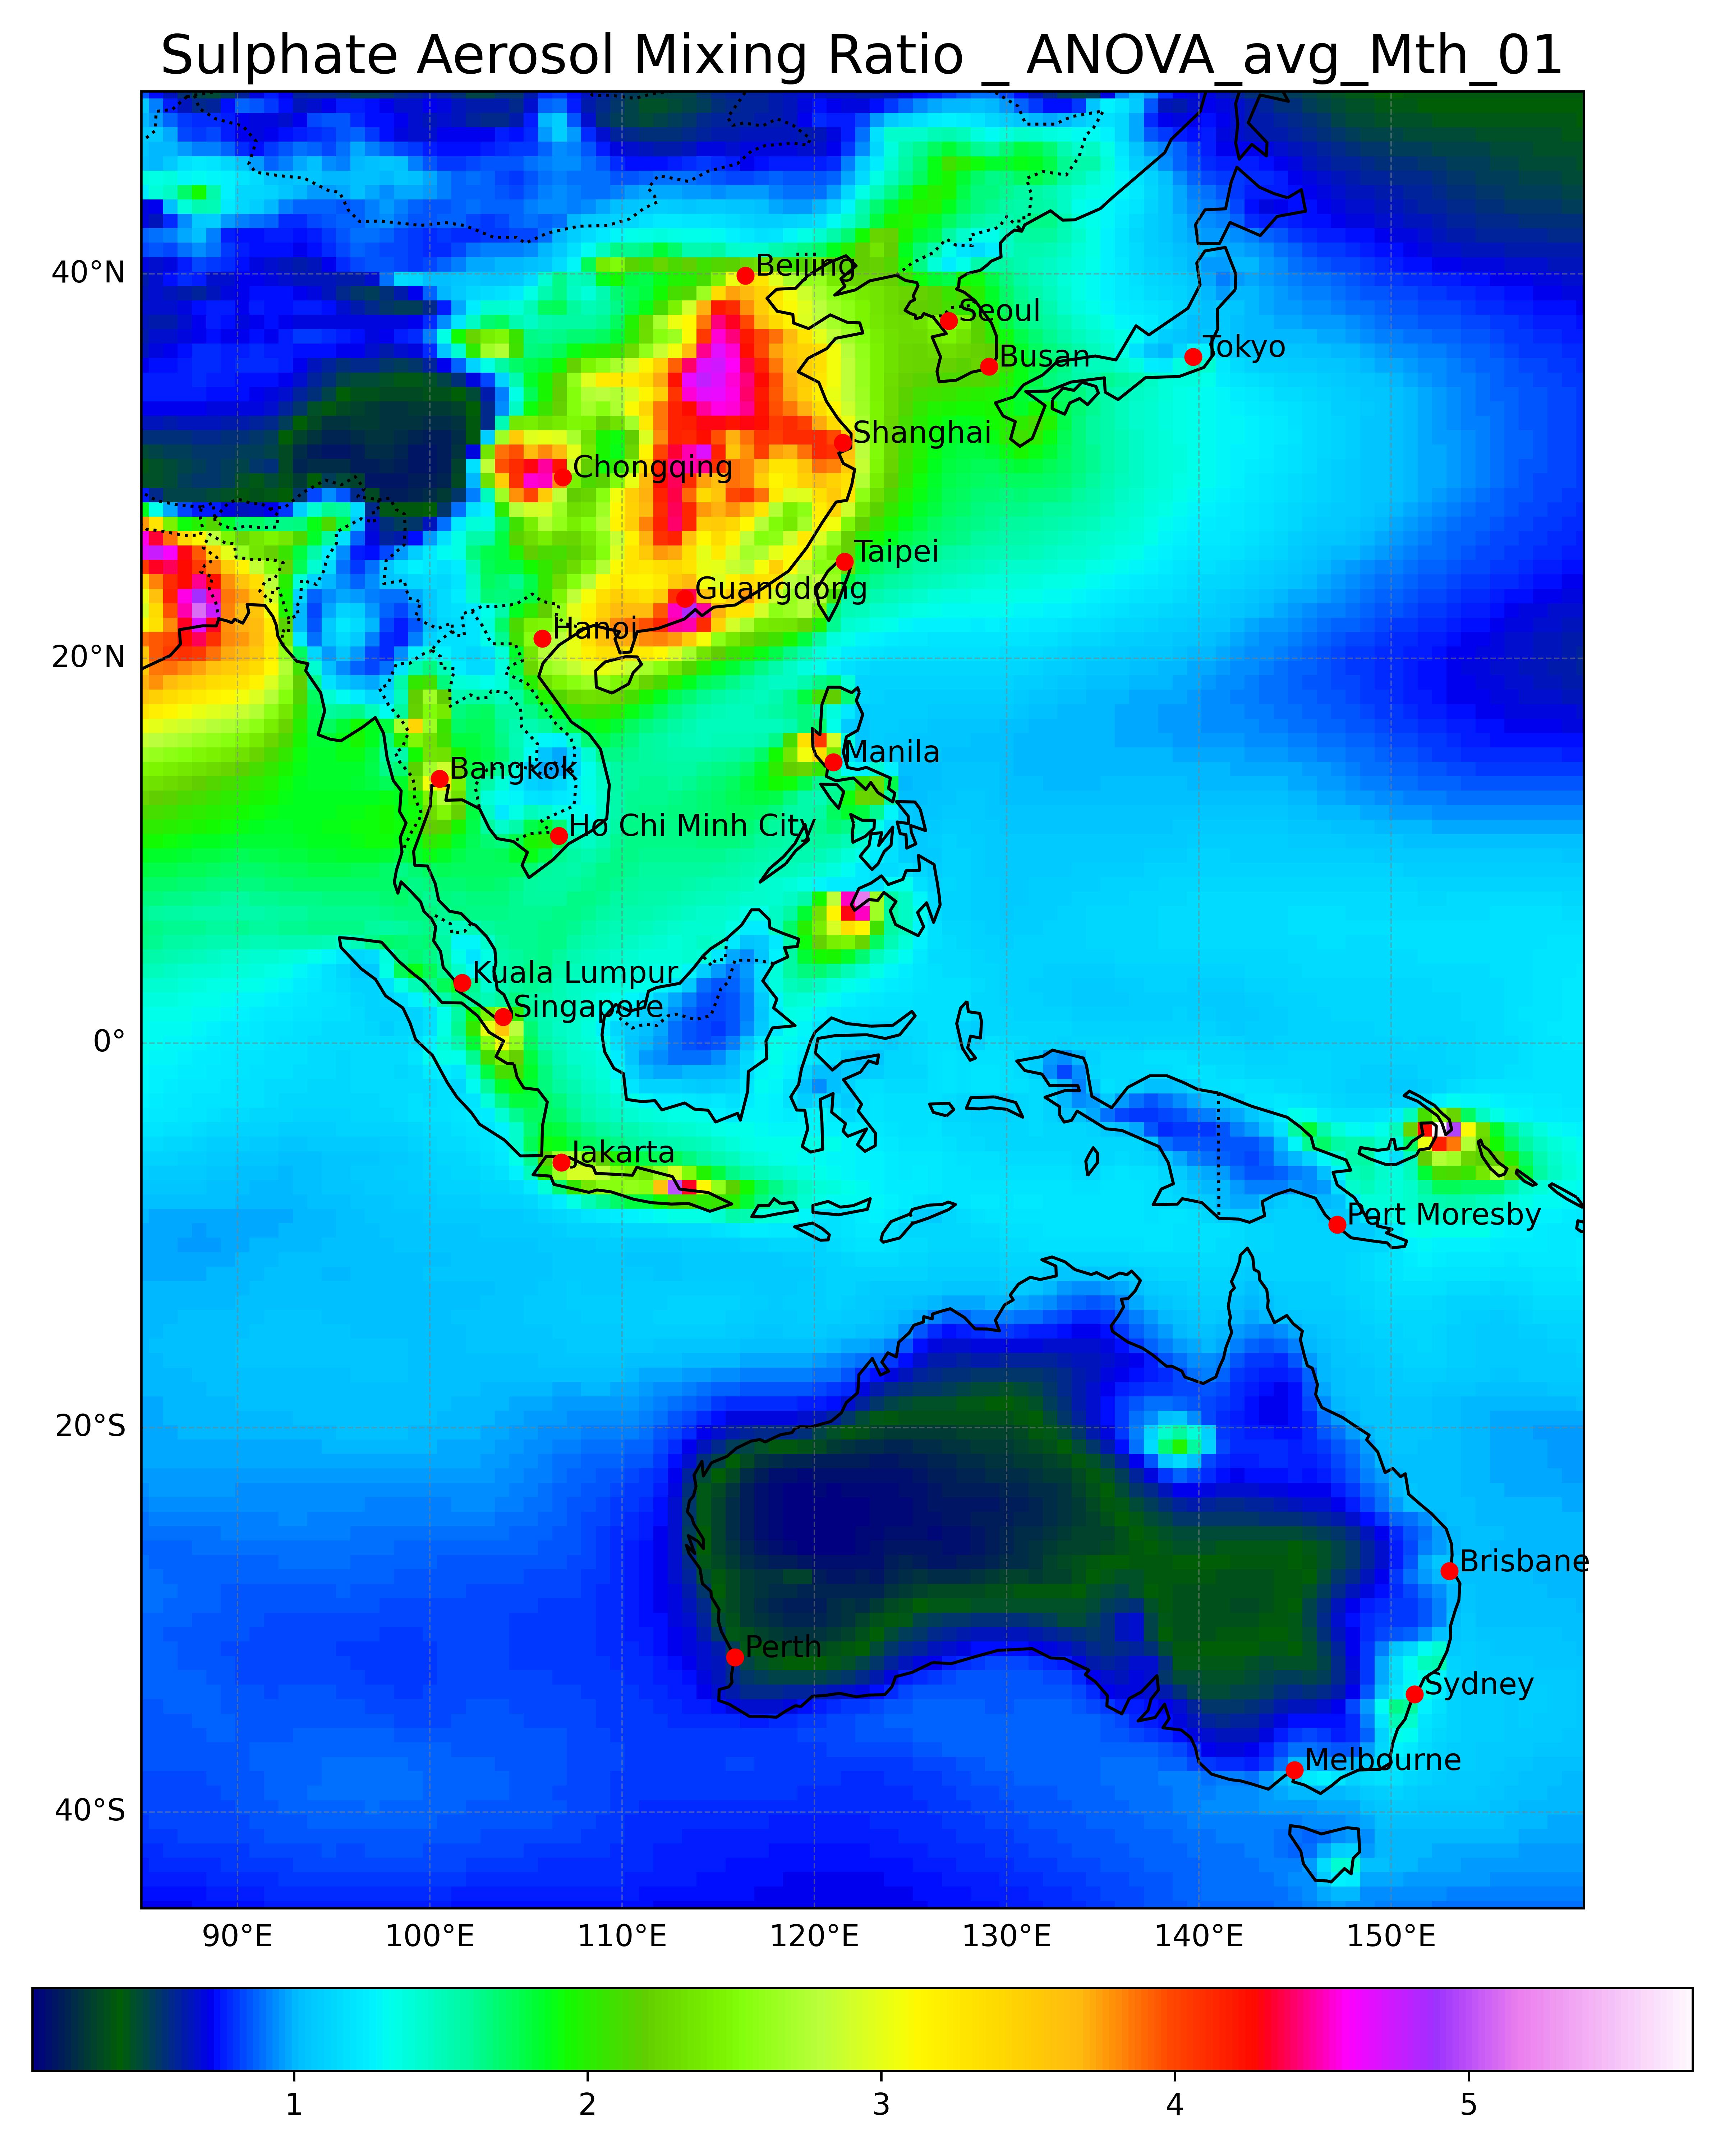 Sulphate Aerosol Mixing Ratio _ ANOVA_avg_Mth_01
40°N
Beijing
Seoul
Busan
Tokyo
Shanghai
Chongqing
Taipei
Guangdong
Hanoi
20°N
Manila
Bangkok
Ho Chi Minh City
Kuala Lumpur
Singapore
0°
Jakarta
Port Moresby
20°S
Brisbane
Perth
Sydney
Melbourne
40°S
90°E 100°E 110°E 120°E 130°E 140°E 150°E
1 2 3 4 5